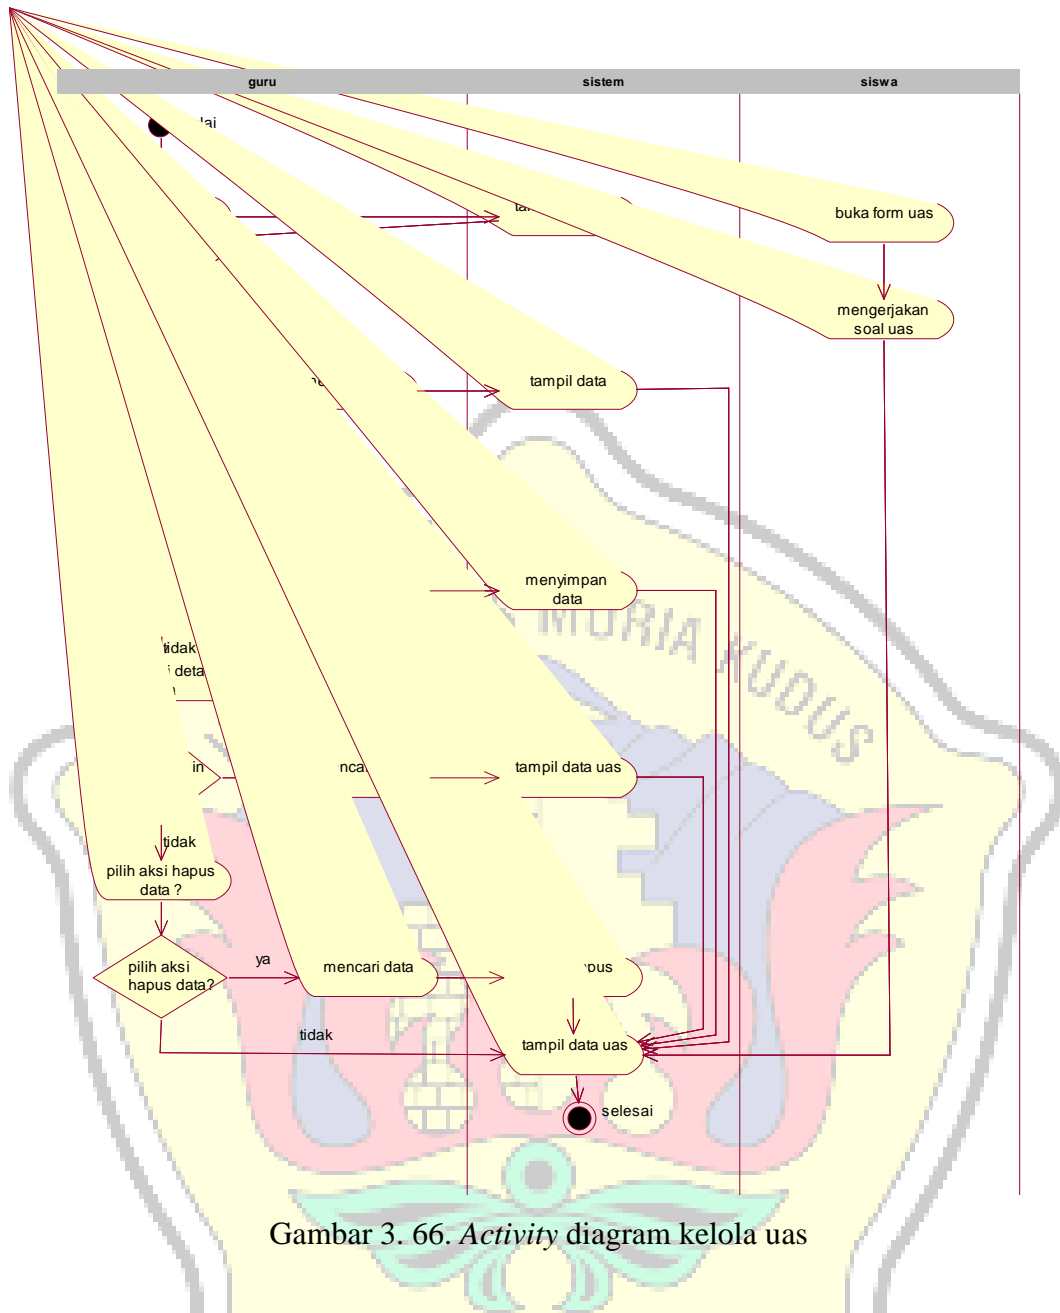 guru
sistem
siswa
buka form uas
mengerjakan
soal uas
tampil data
menyimpan
data
MURIA KUDUS
tidak
tampil data uas
tidak
pilih aksi hapus
data ?
pilih aksi
hapus data?
ya
mencari data
tidak
tampil data uas
selesai
Gambar 3. 66. Activity diagram kelola uas